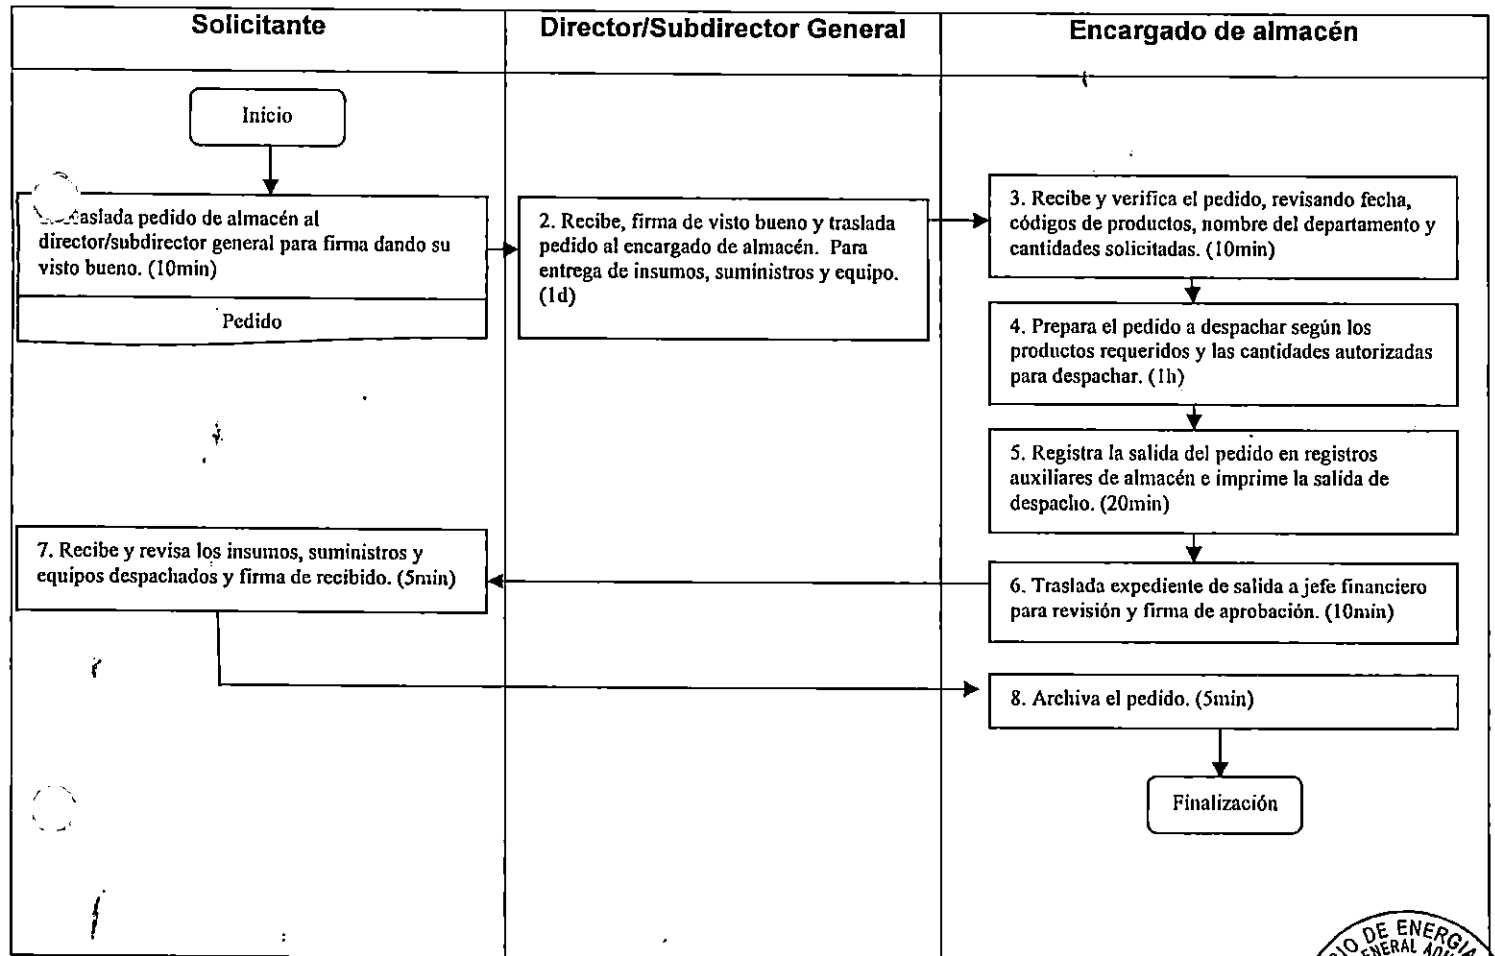 Solicitante
Director/Subdirector General
Encargado de almacén
Inicio
pedido de almacén al
director/subdirector general para firma dando su
visto bueno. (10min)
Pedido
2. Recibe, firma de visto bueno y traslada
pedido al encargado de almacén. Para
entrega de insumos, suministros y equipo.
(1d)
3. Recibe y verifica el pedido, revisando fecha,
códigos de productos, nombre del departamento y
cantidades solicitadas. (10min)
4. Prepara el pedido a despachar según los
productos requeridos y las cantidades autorizadas
para despachar. (1h)
5. Registra la salida del pedido en registros
auxiliares de almacén e imprime la salida de
despacho. (20min)
6. Traslada expediente de salida a jefe financiero
para revisión y firma de aprobación. (10min)
7. Recibe y revisa los insumos, suministros y
equipos despachados y firma de recibido. (5min)
8. Archiva el pedido. (5min)
Finalización
DE ENERGIA